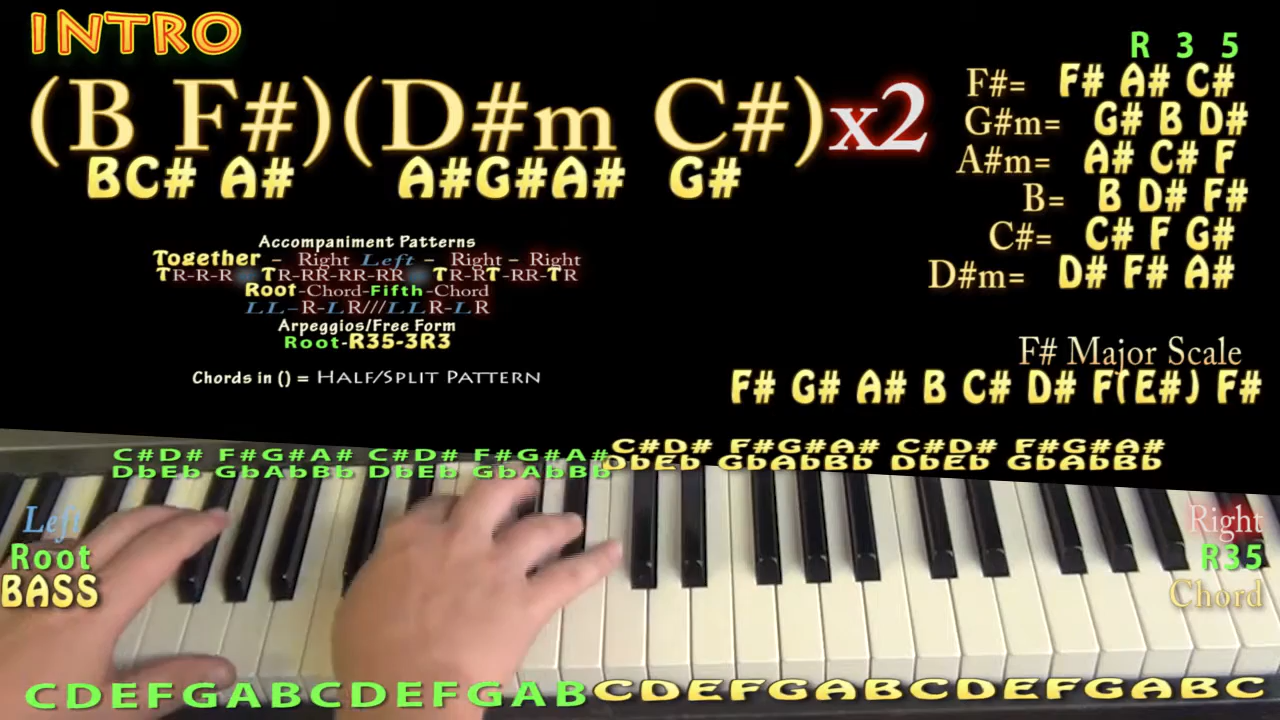 INTRO
(B F#)(D#m C#)x2
BC# A# A#G#A# G#
R 3 5
F#= F# A# C#
G#m= G# B D#
A#m= A# C# F
B= B D# F#
C#= C# F G#
D#m= D# F# A#
Accompaniment Patterns
Together – Right Left – Right – Right
TR-R-R TR-RR-RR-RR TR-RT-RR-TR
Root-Chord-Fifth-Chord
LL-R-LR///LLR-LR
Arpeggios/Free Form
Root-R35-3R3
Chords in () = Half/Split Pattern
F# Major Scale
F# G# A# B C# D# F(E#) F#
C#D# F#G#A# C#D# F#G#A# C#D# F#G#A# C#D# F#G#A#
DbEb GbAbBb DbEb GbAbBb DbEb GbAbBb DbEb GbAbBb
Left
Root
BASS
Right
R35
Chord
CDEFGABCDEFGABCDEFGABCDEFGABC